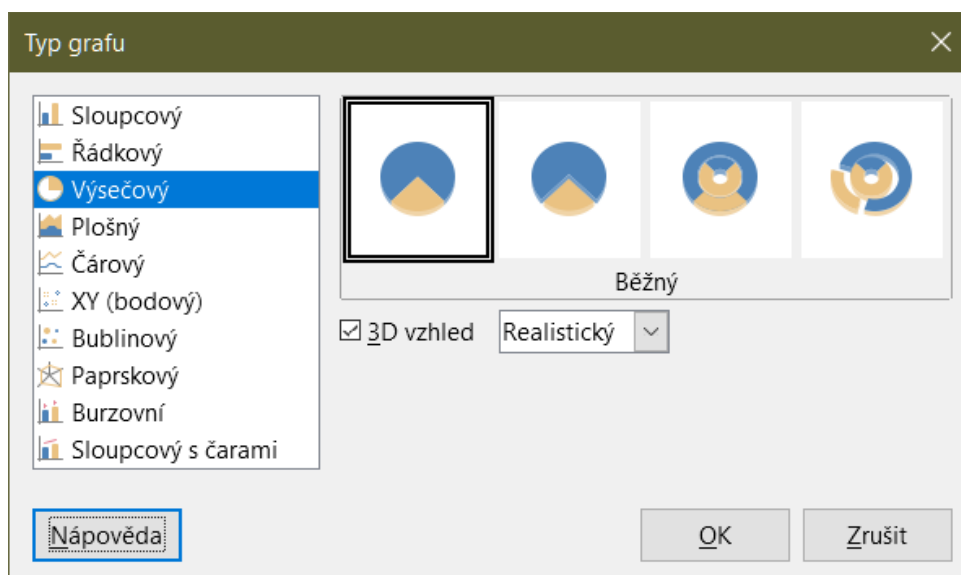 Typ grafu
Sloupcový
Řádkový
Výsečový
Plošný
Čárový
XY (bodový)
Bublinový
Paprskový
Burzovní
Sloupcový s čarami
Běžný
3D vzhled Realistický
Nápověda OK Zrušit